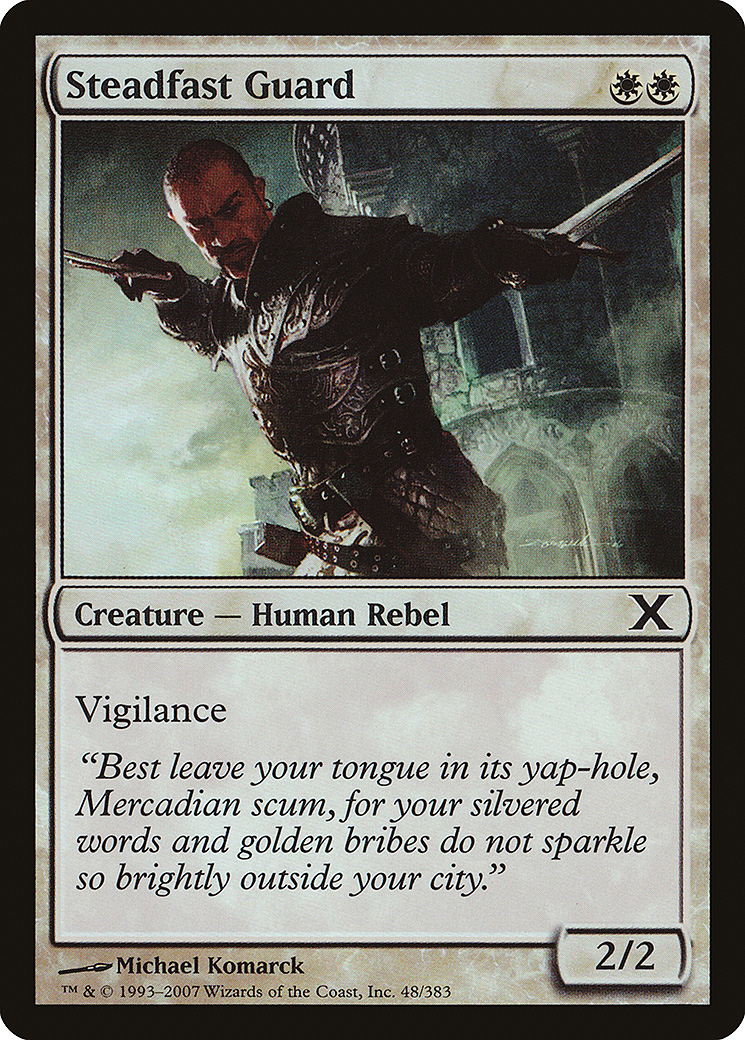 Steadfast Guard
Creature — Human Rebel
X
Vigilance
“Best leave your tongue in its yap-hole,
Mercadian scum, for your silvered
words and golden bribes do not sparkle
so brightly outside your city.”
2/2
Michael Komarck
™ & © 1993–2007 Wizards of the Coast, Inc. 48/383